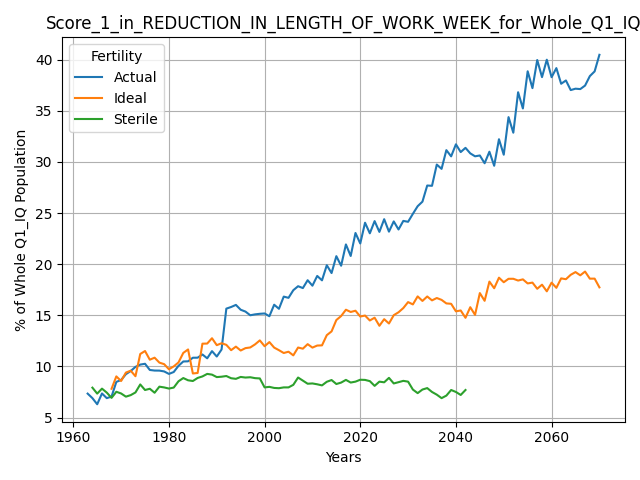 Score_1_in_REDUCTION_IN_LENGTH_OF_WORK_WEEK_for_Whole_Q1_IQ
Fertility
Actual
Ideal
Sterile
% of Whole Q1_IQ Population
40
35
30
25
20
15
10
5
1960
1980
2000
2020
2040
2060
Years